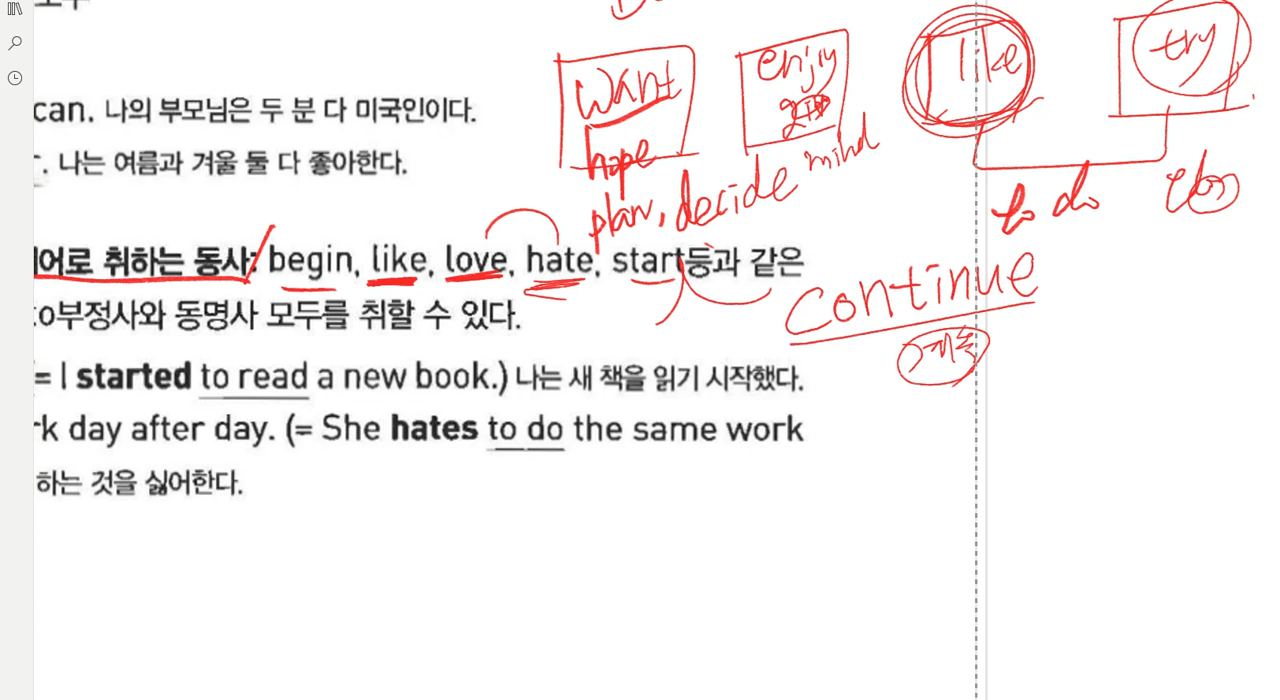 want
hope
enjoy
like
try
can. 나의 부모님은 두 분 다 미국인이다.
. 나는 여름과 겨울 둘 다 좋아한다.
plan, decide mind
to do
어로 취하는 동사: begin, like, love, hate, start등과 같은
continue
계속
to부정사와 동명사 모두를 취할 수 있다.
= I started to read a new book.) 나는 새 책을 읽기 시작했다.
rk day after day. (= She hates to do the same work
하는 것을 싫어한다.